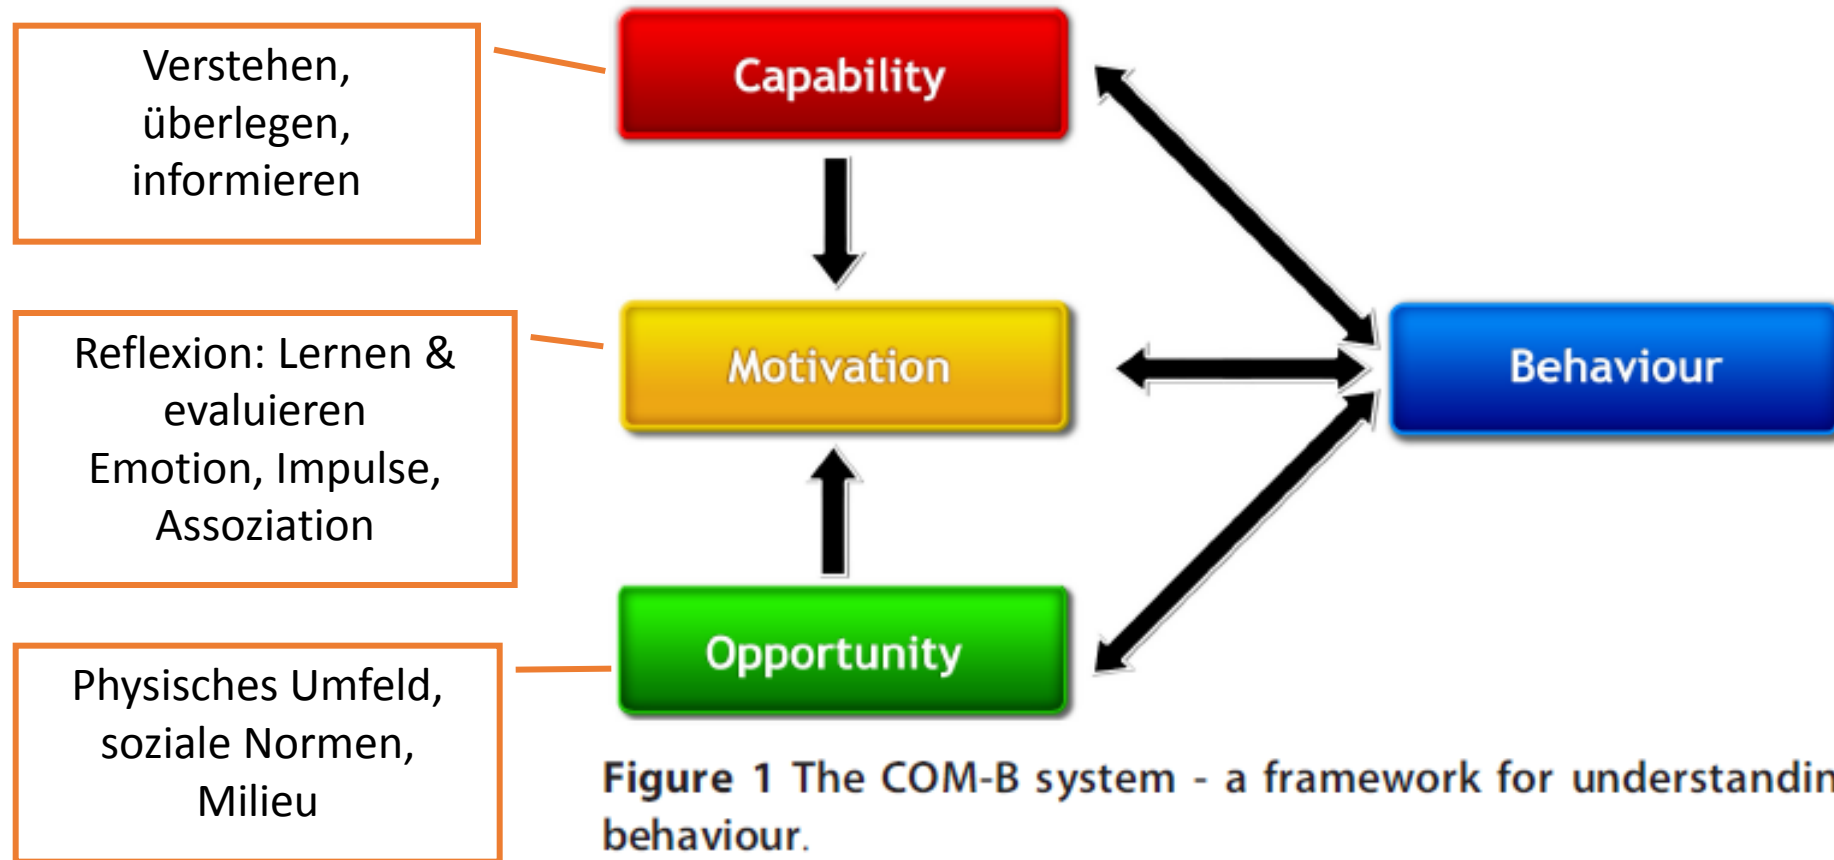 Verstehen,
überlegen,
informieren
Capability
Reflexion: Lernen &
evaluieren
Emotion, Impulse,
Assoziation
Motivation
Behaviour
Physisches Umfeld,
soziale Normen,
Milieu
Opportunity
Figure 1 The COM-B system - a framework for understandin
behaviour.